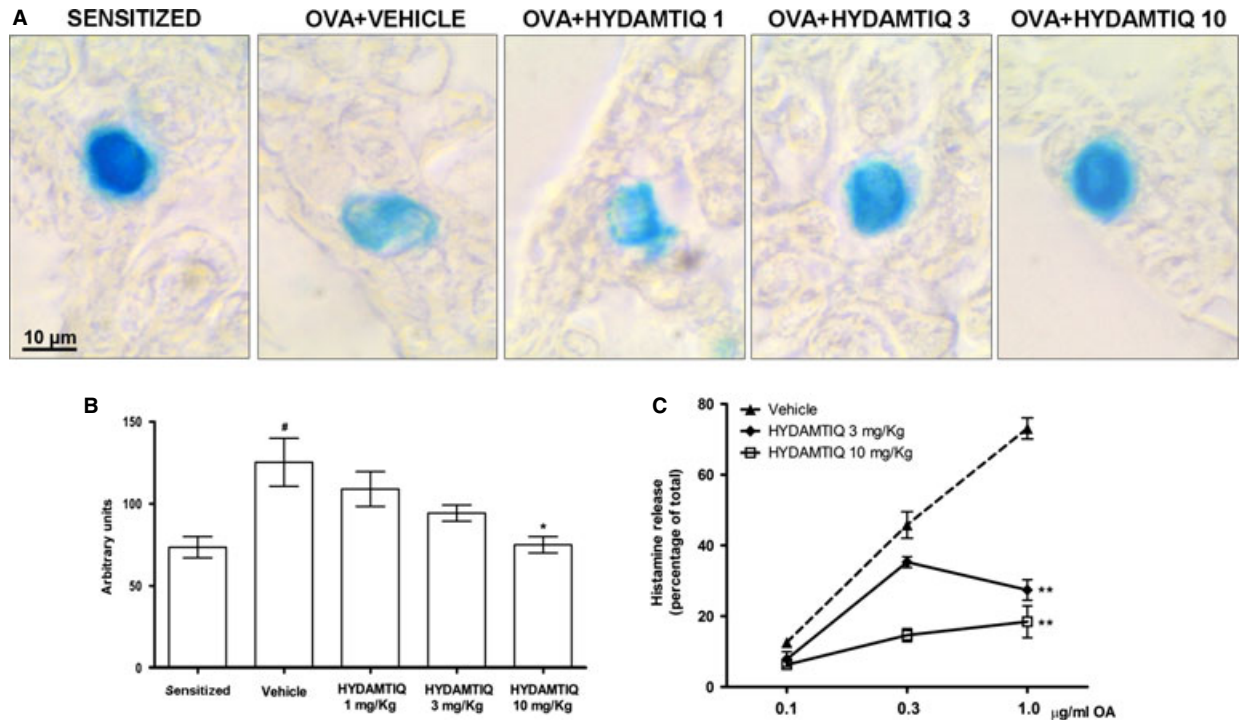 A
SENSITIZED
OVA+VEHICLE
OVA+HYDAMTIQ 1
OVA+HYDAMTIQ 3
OVA+HYDAMTIQ 10
10 µm
B
Arbitrary units
150
100
50
0
#
*
Sensitized
Vehicle
HYDAMTIQ
1 mg/Kg
HYDAMTIQ
3 mg/Kg
HYDAMTIQ
10 mg/Kg
C
Histamine release
(percentage of total)
80
60
40
20
0
Vehicle
HYDAMTIQ 3 mg/Kg
HYDAMTIQ 10 mg/Kg
**
**
0.1
0.3
1.0
µg/ml OA